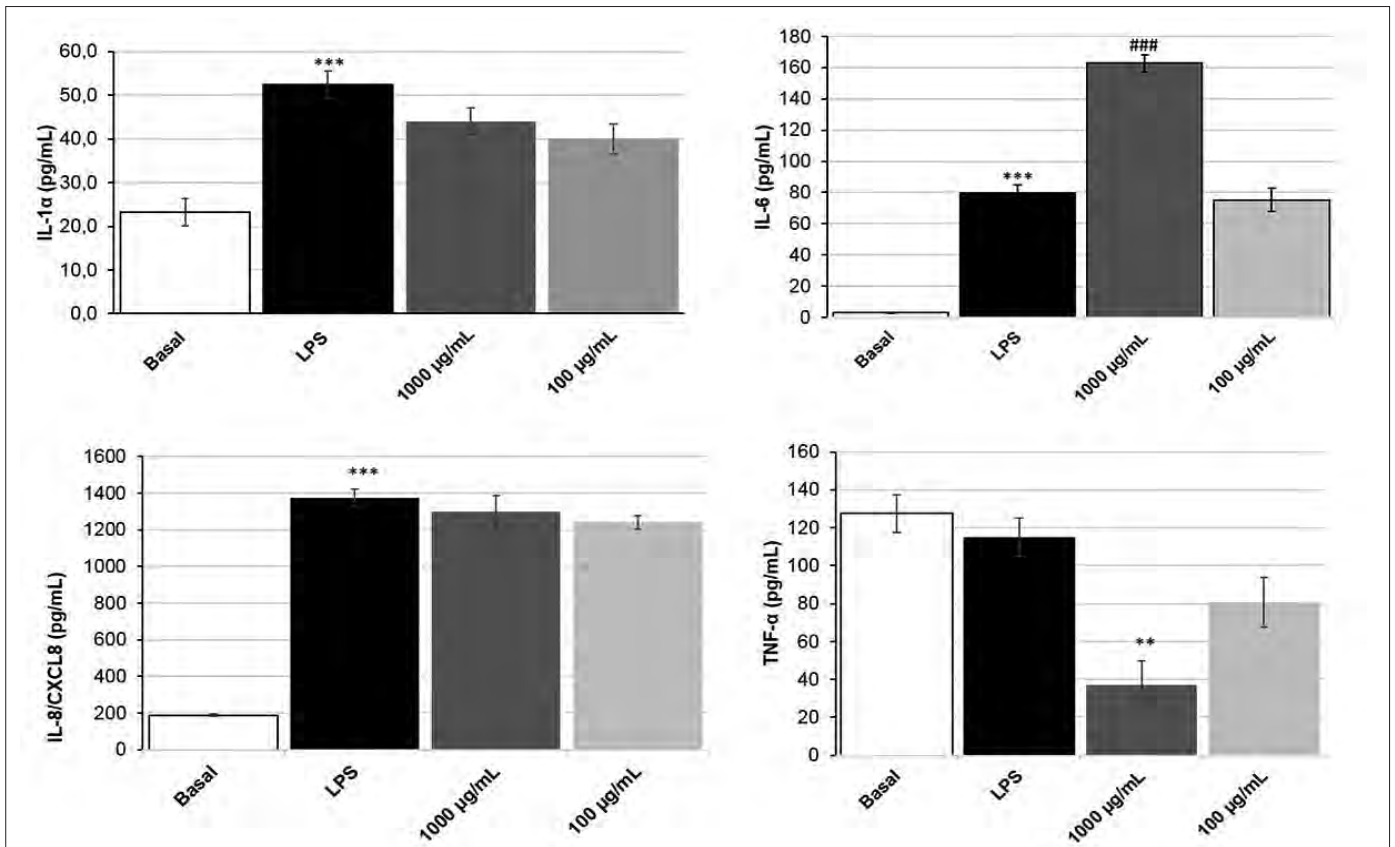 60,0
50,0
40,0
30,0
20,0
10,0
0,0
IL-1α (pg/mL)
***
Basal
LPS
1000 µg/mL
100 µg/mL
180
160
140
120
100
80
60
40
20
0
IL-6 (pg/mL)
***
###
Basal
LPS
1000 µg/mL
100 µg/mL
1600
1400
1200
1000
800
600
400
200
0
IL-8/CXCL8 (pg/mL)
***
Basal
LPS
1000 µg/mL
100 µg/mL
160
140
120
100
80
60
40
20
0
TNF-α (pg/mL)
**
Basal
LPS
1000 µg/mL
100 µg/mL